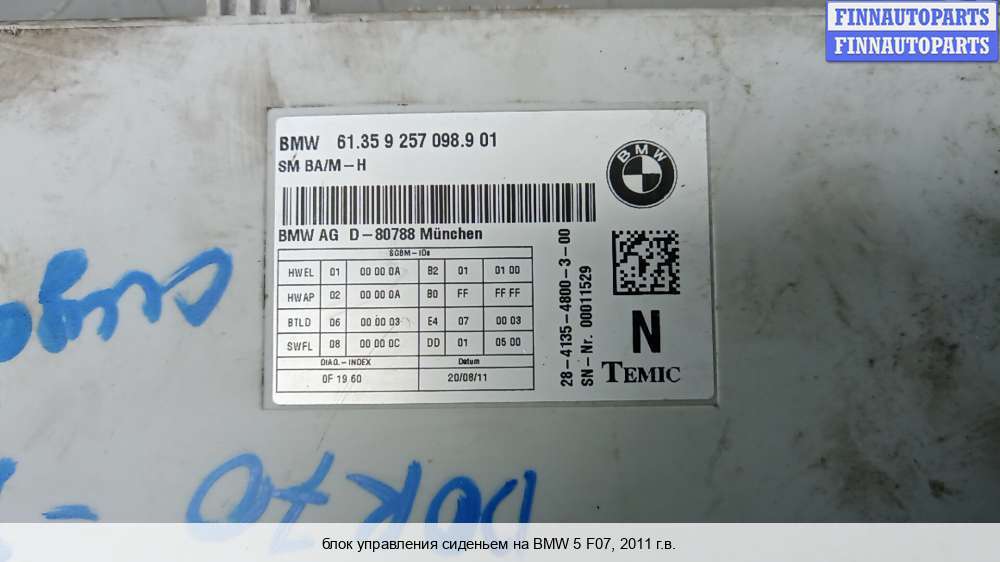 FINNAUTOPARTS
FINNAUTOPARTS
BMW 61.35 9 257 098.9 01
SM BA/M-H
BMW
BMW AG D-80788 München
SGBM-IDs
HWEL 01 00 00 0A B2 01 01 00
HWAP 02 00 00 0A B0 FF FF FF
BTLD 06 00 00 03 E4 07 00 03
SWFL 08 00 00 0C DD 01 05 00
DIAG.-INDEX Datum
0F 19 60 20/08/11
28-4135-4800-3-00
SN-Nr. 00011529
N
TEMIC
DOK70
блок управления сиденьем на BMW 5 F07, 2011 г.в.